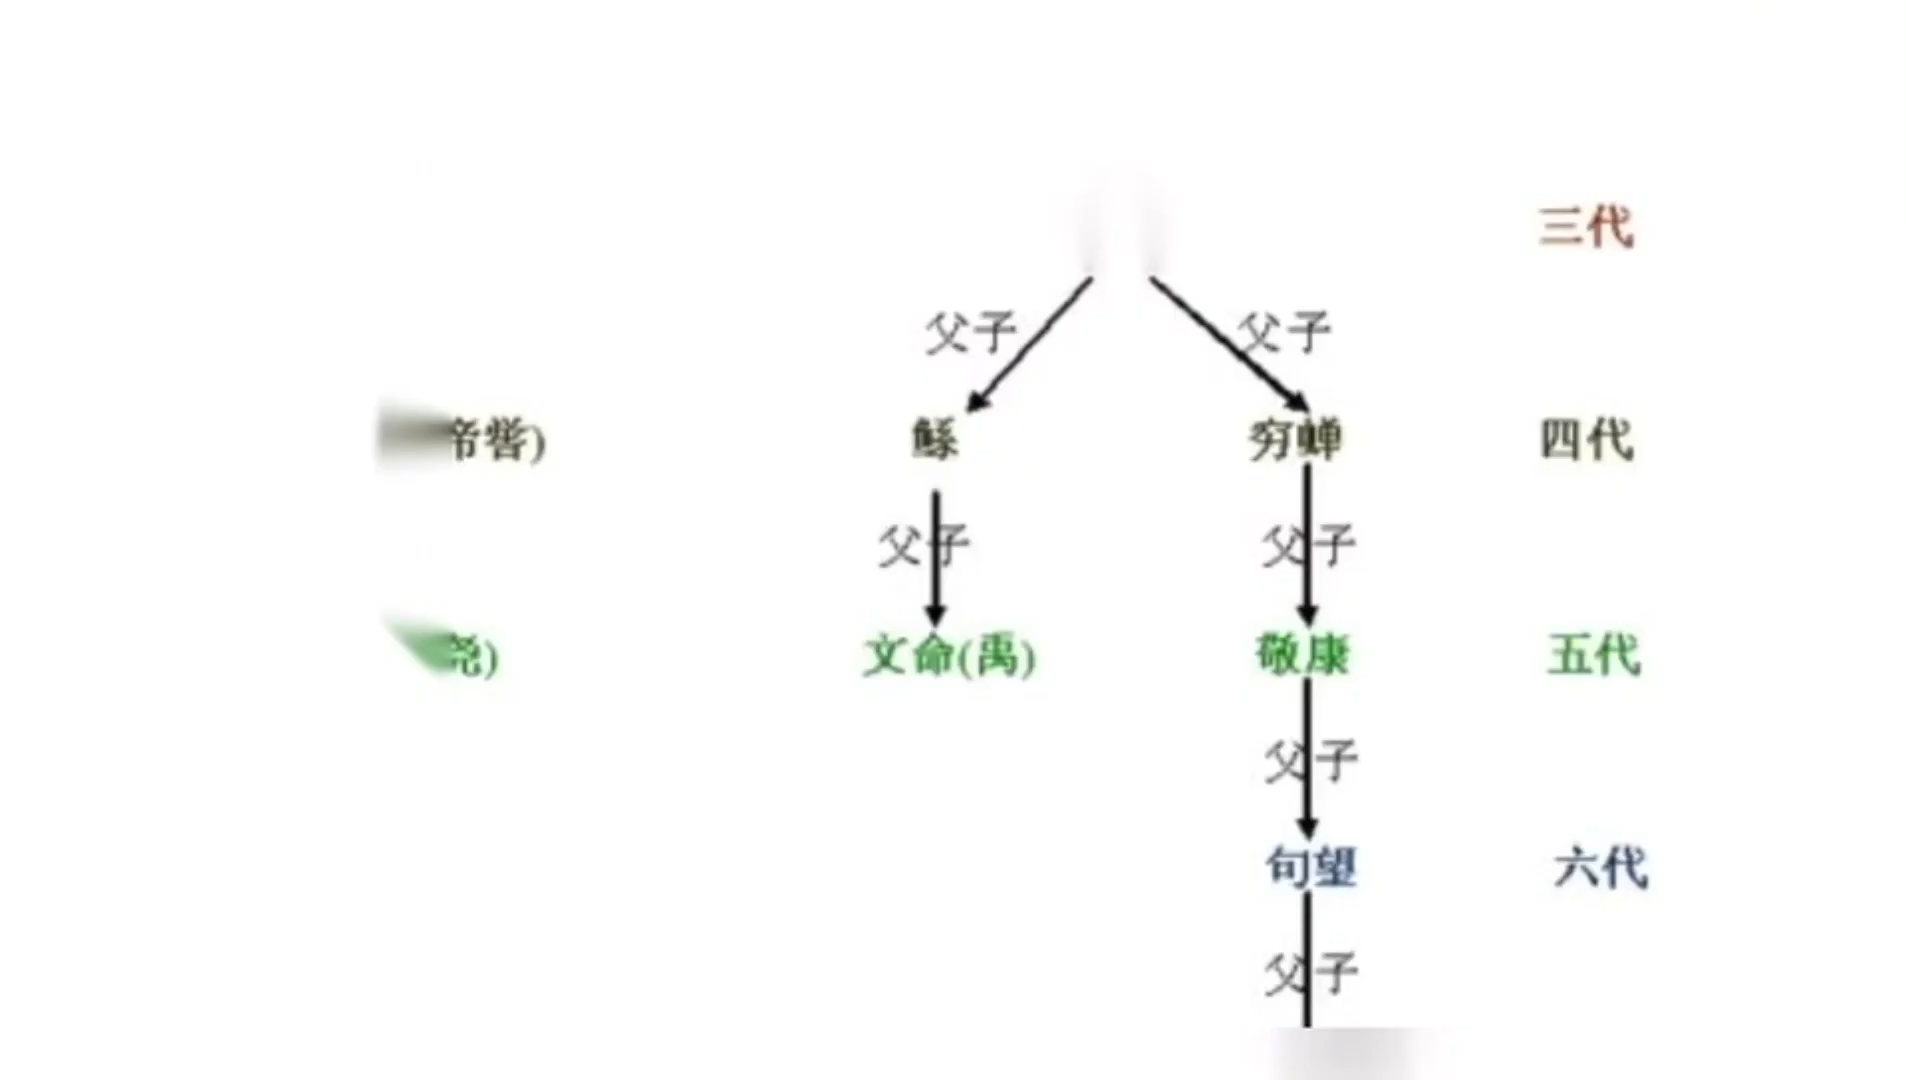 三代
父子 父子
帝喾) 鲧 穷蝉 四代
父子 父子
尧) 文命(禹) 敬康 五代
父子
句望 六代
父子